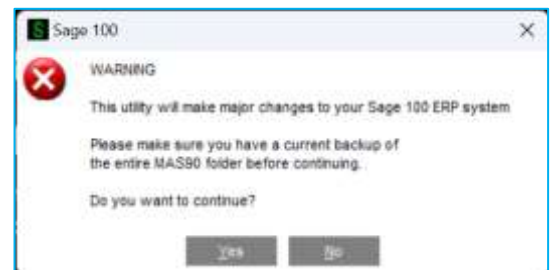 Sage 100
WARNING
This utility will make major changes to your Sage 100 ERP system
Please make sure you have a current backup of
the entire MAS90 folder before continuing.
Do you want to continue?
Yes No